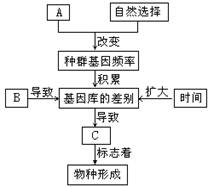 A 自然选择
改变
种群基因频率
积累
B 导致 基因库的差别 扩大 时间
导致
C
标志着
物种形成